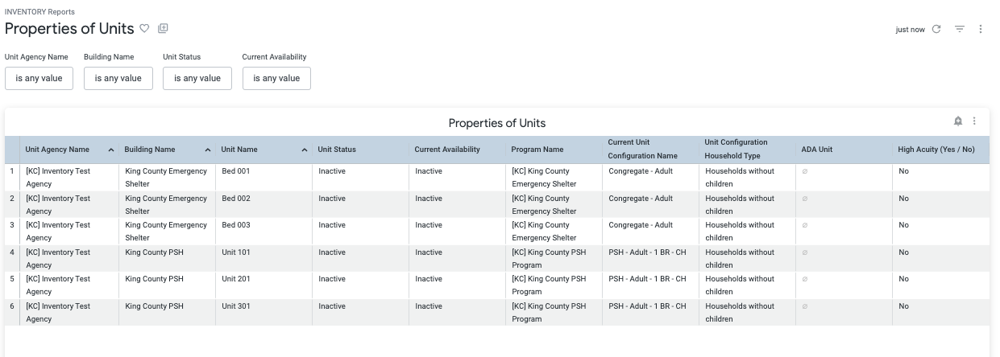 INVENTORY Reports
Properties of Units
just now
Unit Agency Name Building Name Unit Status Current Availability
is any value is any value is any value is any value
Properties of Units
Unit Agency Name Building Name Unit Name Unit Status Current Availability Program Name Current Unit Configuration Name Unit Configuration Household Type ADA Unit High Acuity (Yes / No)
1 [KC] Inventory Test Agency King County Emergency Shelter Bed 001 Inactive Inactive [KC] King County Emergency Shelter Congregate - Adult Households without children ∅ No
2 [KC] Inventory Test Agency King County Emergency Shelter Bed 002 Inactive Inactive [KC] King County Emergency Shelter Congregate - Adult Households without children ∅ No
3 [KC] Inventory Test Agency King County Emergency Shelter Bed 003 Inactive Inactive [KC] King County Emergency Shelter Congregate - Adult Households without children ∅ No
4 [KC] Inventory Test Agency King County PSH Unit 101 Inactive Inactive [KC] King County PSH Program PSH - Adult - 1 BR - CH Households without children ∅ No
5 [KC] Inventory Test Agency King County PSH Unit 201 Inactive Inactive [KC] King County PSH Program PSH - Adult - 1 BR - CH Households without children ∅ No
6 [KC] Inventory Test Agency King County PSH Unit 301 Inactive Inactive [KC] King County PSH Program PSH - Adult - 1 BR - CH Households without children ∅ No